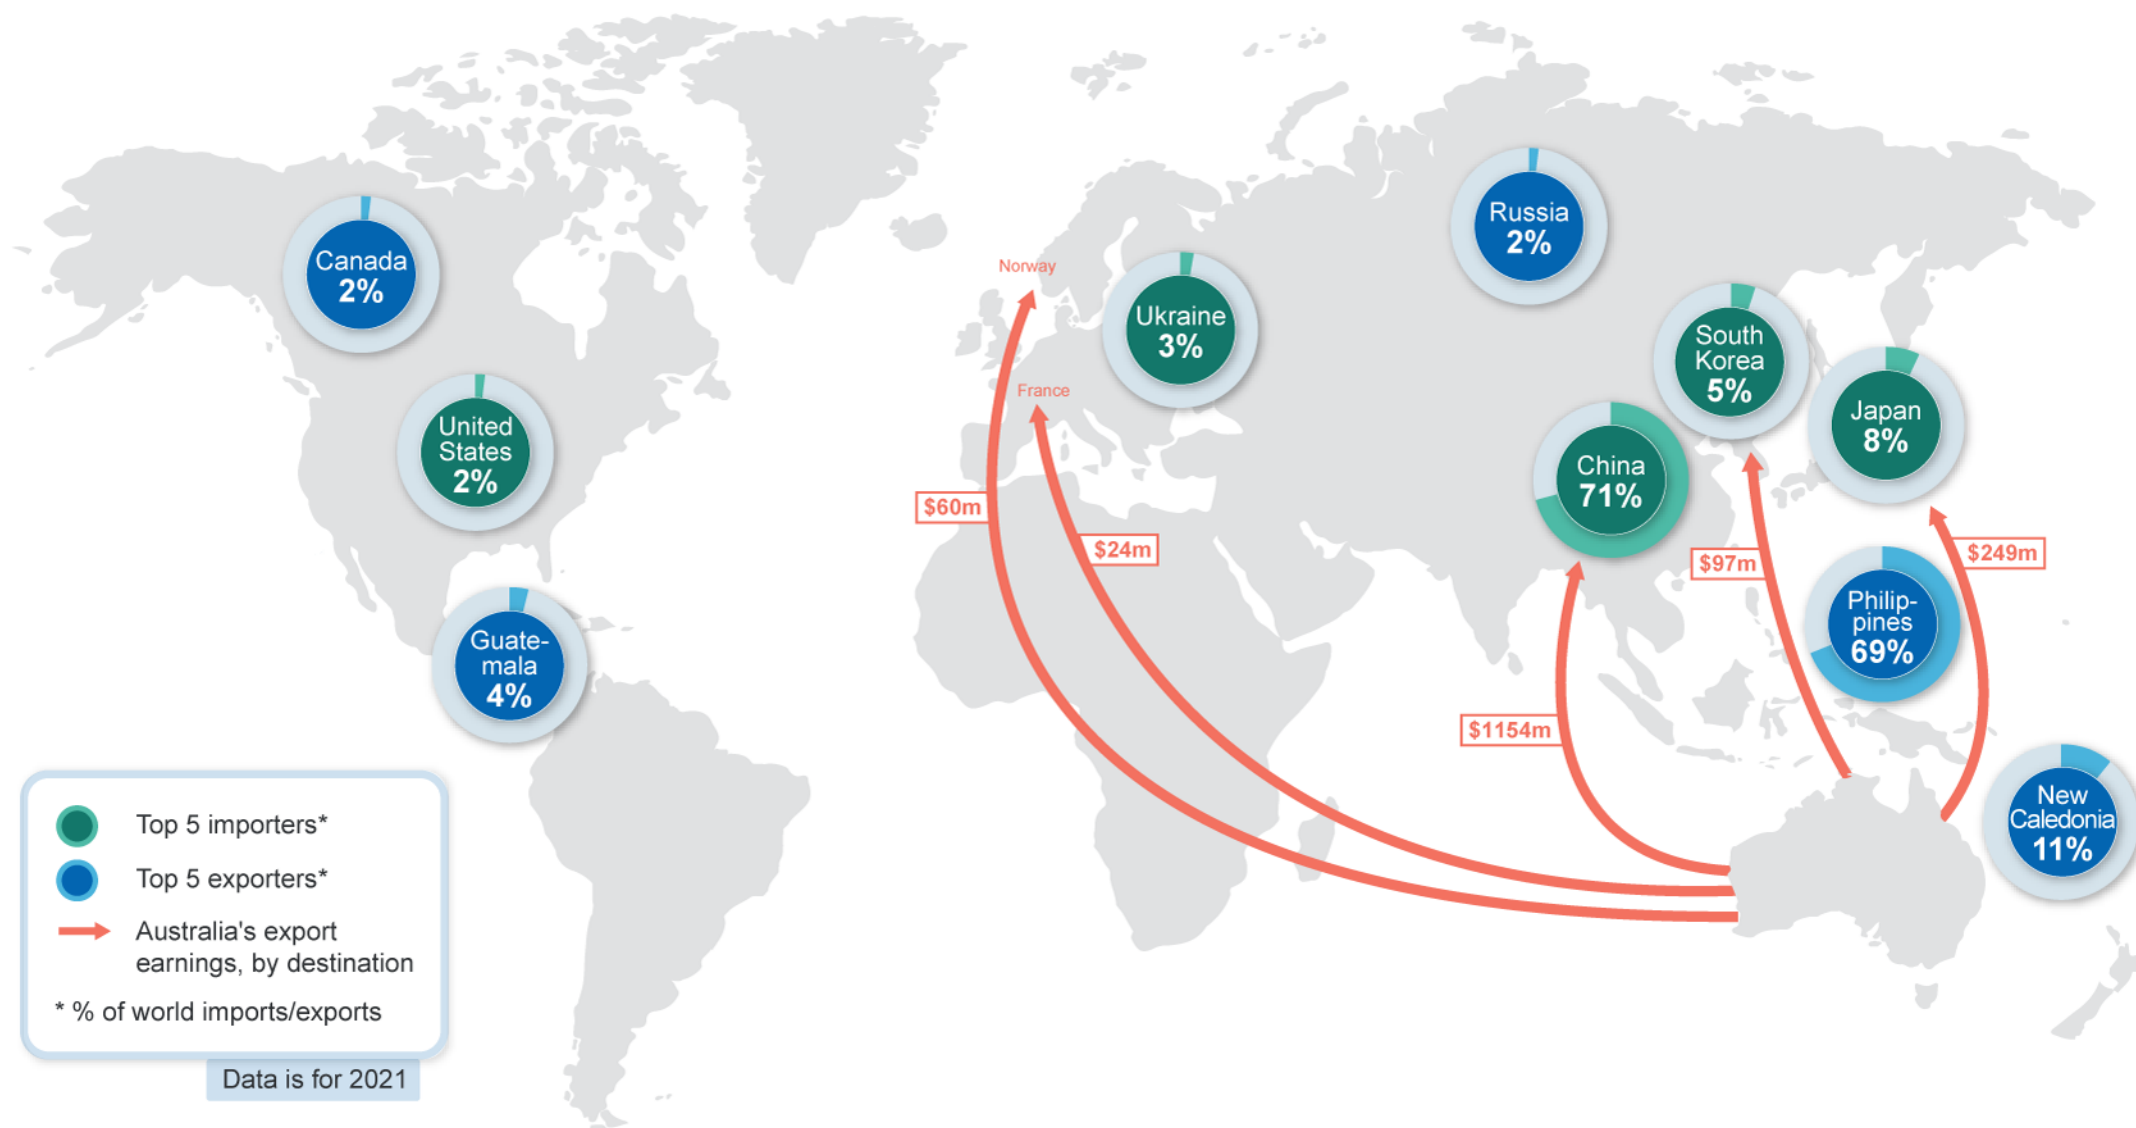 Canada
2%
United
States
2%
Guate-
mala
4%
Norway
France
Ukraine
3%
Russia
2%
South
Korea
5%
Japan
8%
China
71%
Philip-
pines
69%
New
Caledonia
11%
$60m
$24m
$1154m
$97m
$249m
Top 5 importers*
Top 5 exporters*
Australia's export
earnings, by destination
* % of world imports/exports
Data is for 2021